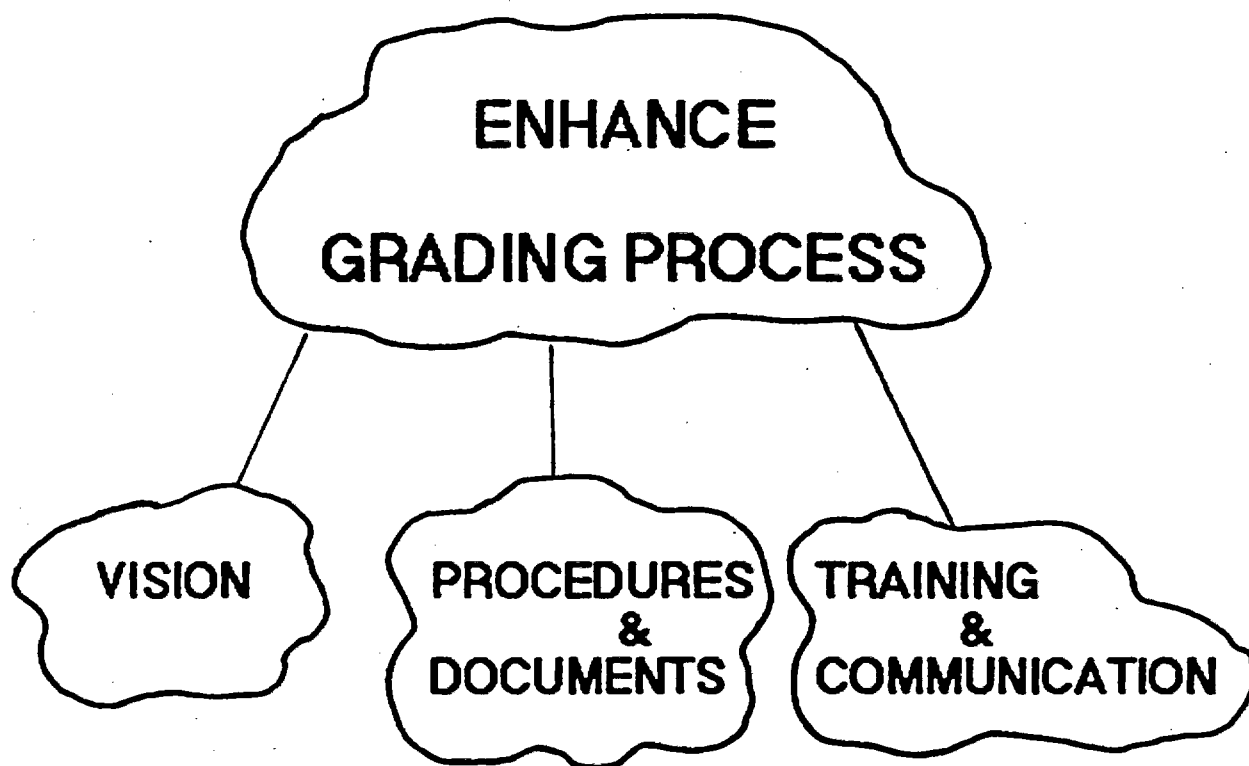 ENHANCE
GRADING PROCESS
VISION
PROCEDURES
&
DOCUMENTS
TRAINING
&
COMMUNICATION